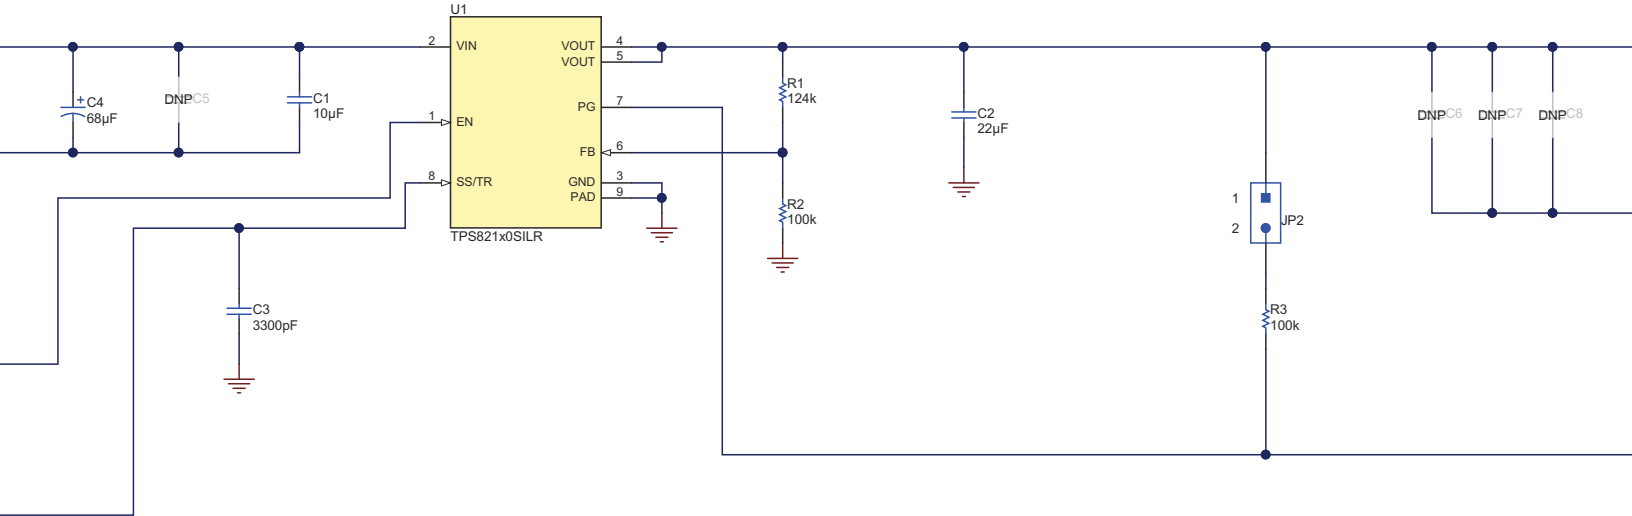 U1
2 VIN VOUT 4
VOUT 5
R1
124k
C4
68µF
DNP C5
C1
10µF
PG 7
1 EN
C2
22µF
DNP C6
DNP C7
DNP C8
FB 6
8 SS/TR GND 3
PAD 9
R2
100k
1
2
JP2
TPS821x0SILR
C3
3300pF
R3
100k